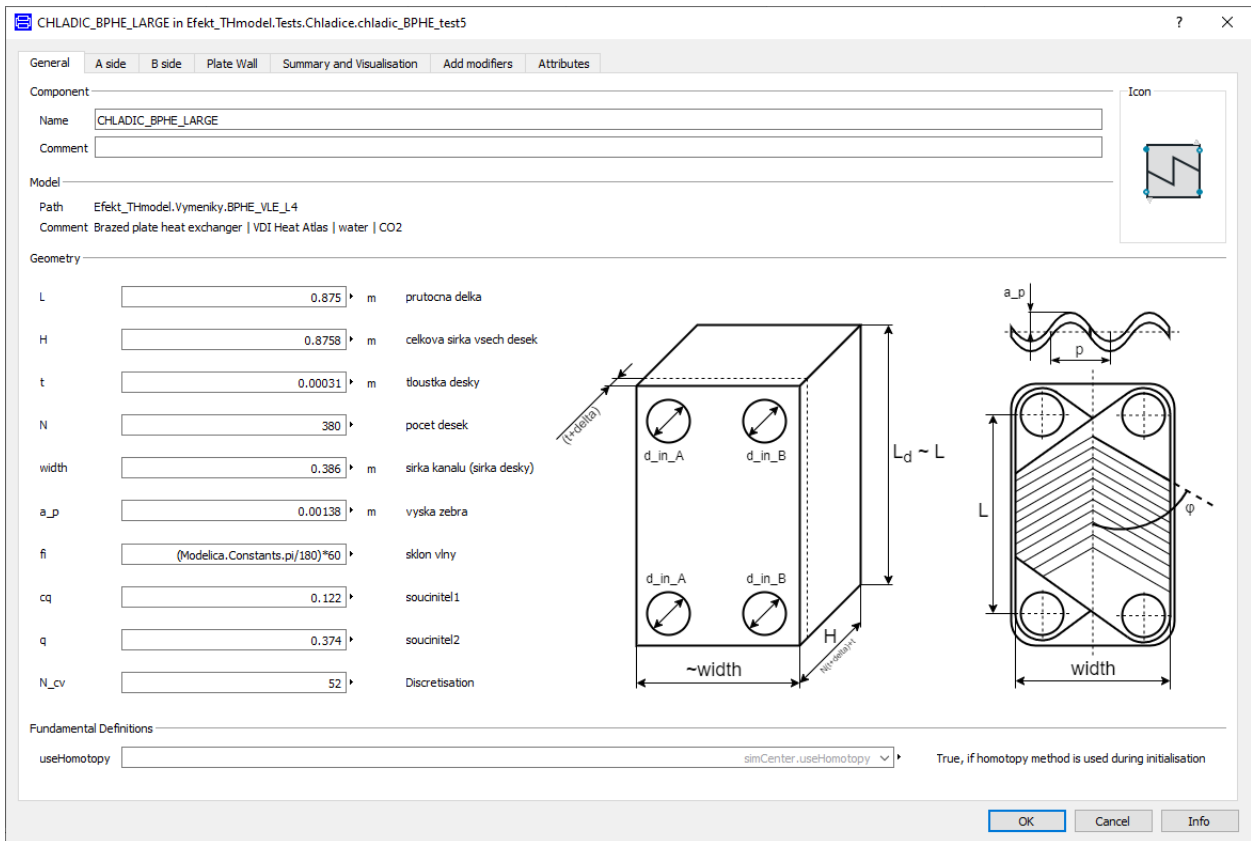 CHLADIC_BPHE_LARGE in Efekt_THmodel.Tests.Chladice.chladic_BPHE_test5 ?
General A side B side Plate Wall Summary and Visualisation Add modifiers Attributes
Component
Icon
Name CHLADIC_BPHE_LARGE
Comment
Model
Path Efekt_THmodel.Vymeniky.BPHE_VLE_L4
Comment Brazed plate heat exchanger | VDI Heat Atlas | water | CO2
Geometry
L 0.875 m prutocna delka
H 0.8758 m celkova sirka vsech desek
t 0.00031 m tloustka desky
N 380 pocet desek
width 0.386 m sirka kanalu (sirka desky)
a_p 0.00138 m vyska zebra
fi (Modelica.Constants.pi/180)*60 sklon vlny
cq 0.122 soucinitel1
q 0.374 soucinitel2
N_cv 52 Discretisation
(t+delta)
d_in_A d_in_B
Ld ~ L
d_in_A d_in_B
H
N(t+delta)+t
~width
a_p
p
L
φ
width
Fundamental Definitions
useHomotopy simCenter.useHomotopy True, if homotopy method is used during initialisation
OK Cancel Info